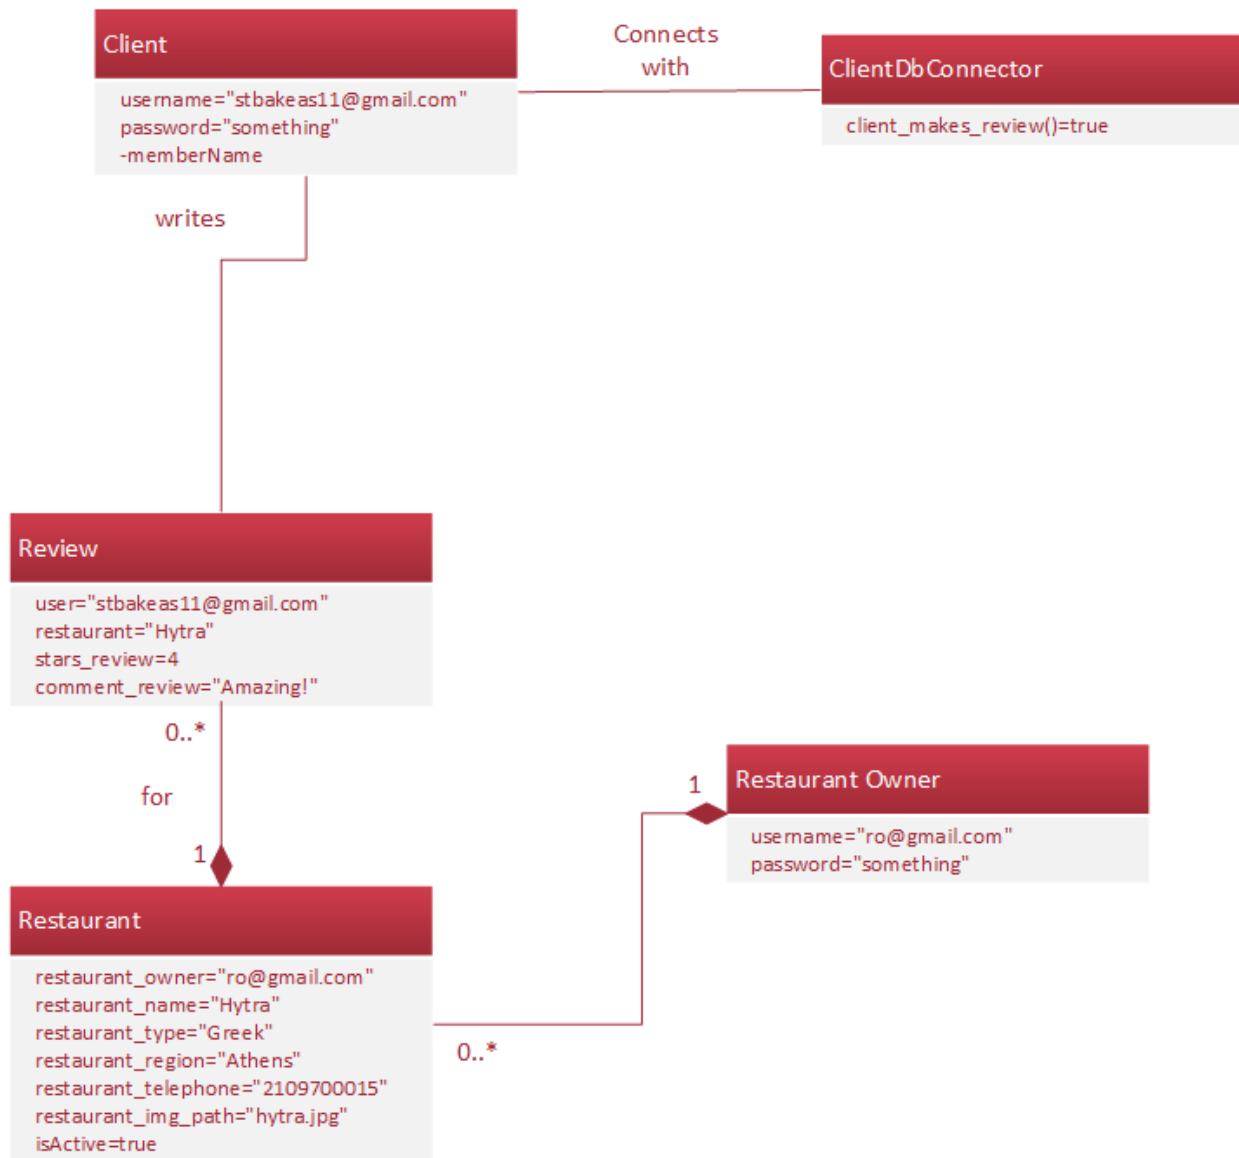 Client
username="stbakeas11@gmail.com"
password="something"
-memberName
Connects
with
ClientDbConnector
client_makes_review()=true
writes
Review
user="stbakeas11@gmail.com"
restaurant="Hytra"
stars_review=4
comment_review="Amazing!"
0..*
for
1
Restaurant Owner
username="ro@gmail.com"
password="something"
1
Restaurant
restaurant_owner="ro@gmail.com"
restaurant_name="Hytra"
restaurant_type="Greek"
restaurant_region="Athens"
restaurant_telephone="2109700015"
restaurant_img_path="hytra.jpg"
isActive=true
0..*